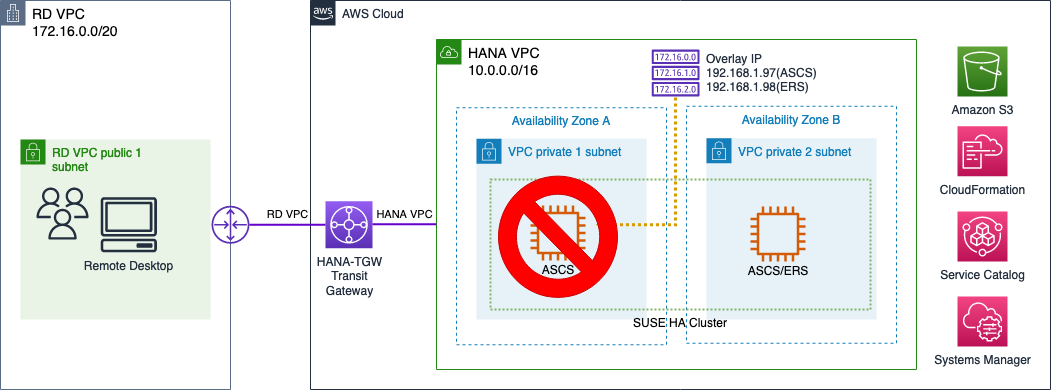 RD VPC
172.16.0.0/20
RD VPC public 1
subnet
Remote Desktop
RD VPC
HANA-TGW
Transit
Gateway
HANA VPC
aws
AWS Cloud
HANA VPC
10.0.0.0/16
172.16.0.0
172.16.1.0
172.16.2.0
Overlay IP
192.168.1.97(ASCS)
192.168.1.98(ERS)
Availability Zone A
VPC private 1 subnet
ASCS
Availability Zone B
VPC private 2 subnet
ASCS/ERS
SUSE HA Cluster
Amazon S3
CloudFormation
Service Catalog
Systems Manager